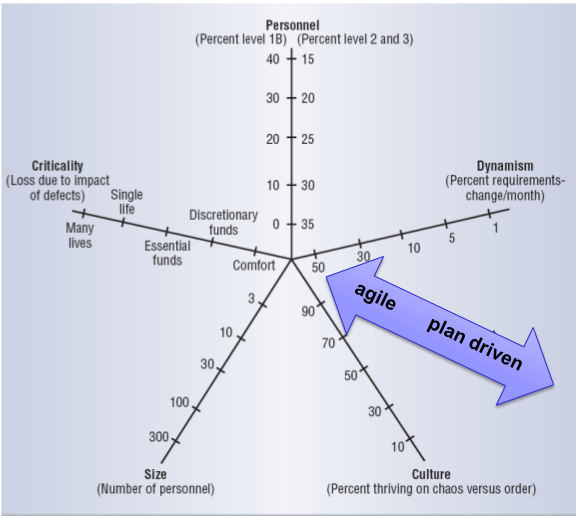 Personnel
(Percent level 1B) (Percent level 2 and 3)
40 15
30 20
20 25
10 30
0 35
Criticality
(Loss due to impact
of defects)
Many
lives
Single
life
Essential
funds
Discretionary
funds
Comfort
Dynamism
(Percent requirements-
change/month)
1
5
10
30
50
agile
plan driven
3
10
30
100
300
Size
(Number of personnel)
90
70
50
30
10
Culture
(Percent thriving on chaos versus order)